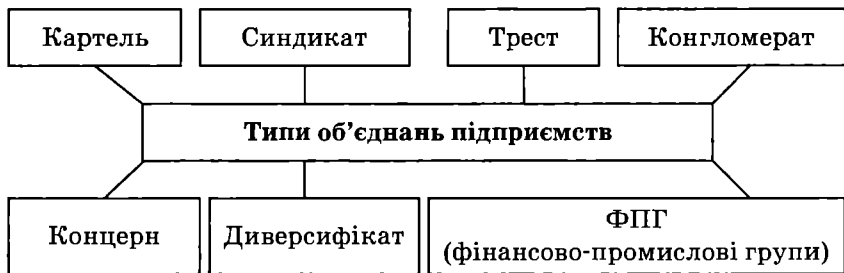 Картель
Синдикат
Трест
Конгломерат
Типи об’єднань підприємств
Концерн
Диверсифікат
ФПГ
(фінансово-промислові групи)